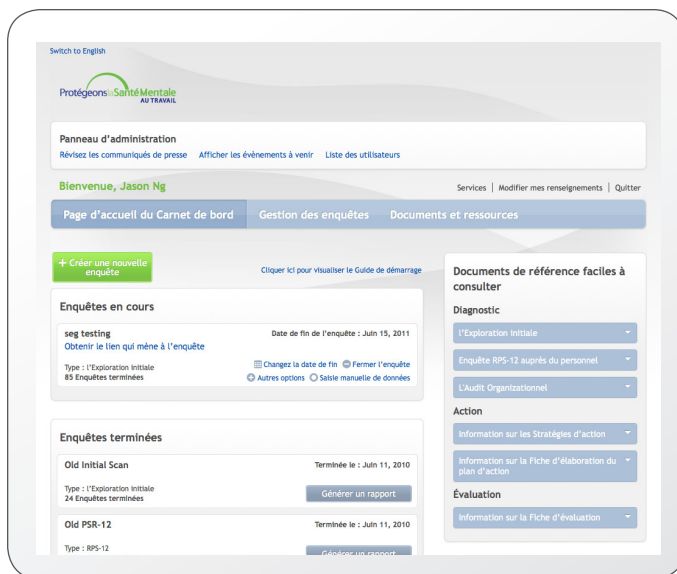 Switch to English
Protégeons la Santé Mentale
AU TRAVAIL
Panneau d'administration
Révisez les communiqués de presse Afficher les évènements à venir Liste des utilisateurs
Bienvenue, Jason Ng
Services | Modifier mes renseignements | Quitter
Page d'accueil du Carnet de bord Gestion des enquêtes Documents et ressources
+ Créer une nouvelle
enquête
Cliquer ici pour visualiser le Guide de démarrage
Enquêtes en cours
seg testing
Date de fin de l'enquête : Juin 15, 2011
Obtenir le lien qui mène à l'enquête
Type : l'Exploration initiale
Changez la date de fin Fermer l'enquête
85 Enquêtes terminées
Autres options Saisie manuelle de données
Enquêtes terminées
Old Initial Scan
Terminée le : Juin 11, 2010
Type : l'Exploration initiale
24 Enquêtes terminées
Générer un rapport
Old PSR-12
Terminée le : Juin 11, 2010
Type : RPS-12
Générer un rapport
Documents de référence faciles à
consulter
Diagnostic
l'Exploration initiale
Enquête RPS-12 auprès du personnel
L'Audit Organizationnel
Action
Information sur les Stratégies d'action
Information sur la Fiche d'élaboration du
plan d'action
Évaluation
Information sur la Fiche d'évaluation